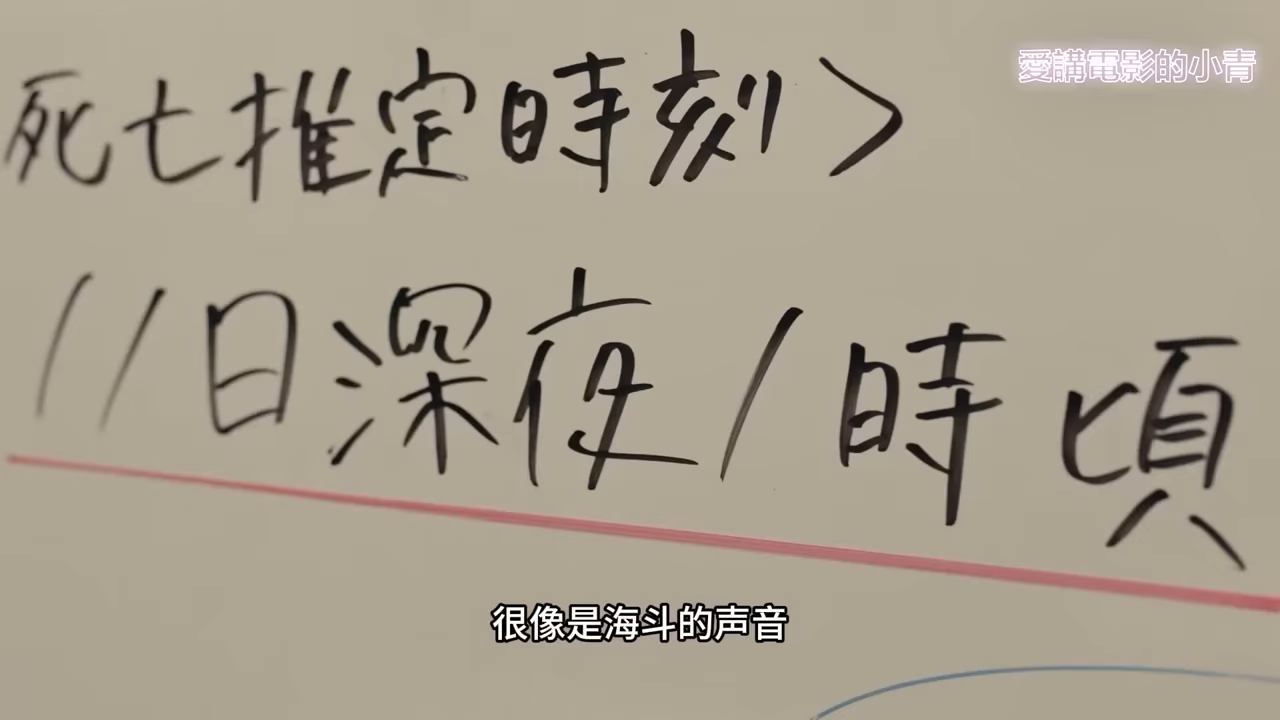 愛講電影的小青
死亡推定時刻>
11日深夜1時頃
很像是海斗的声音